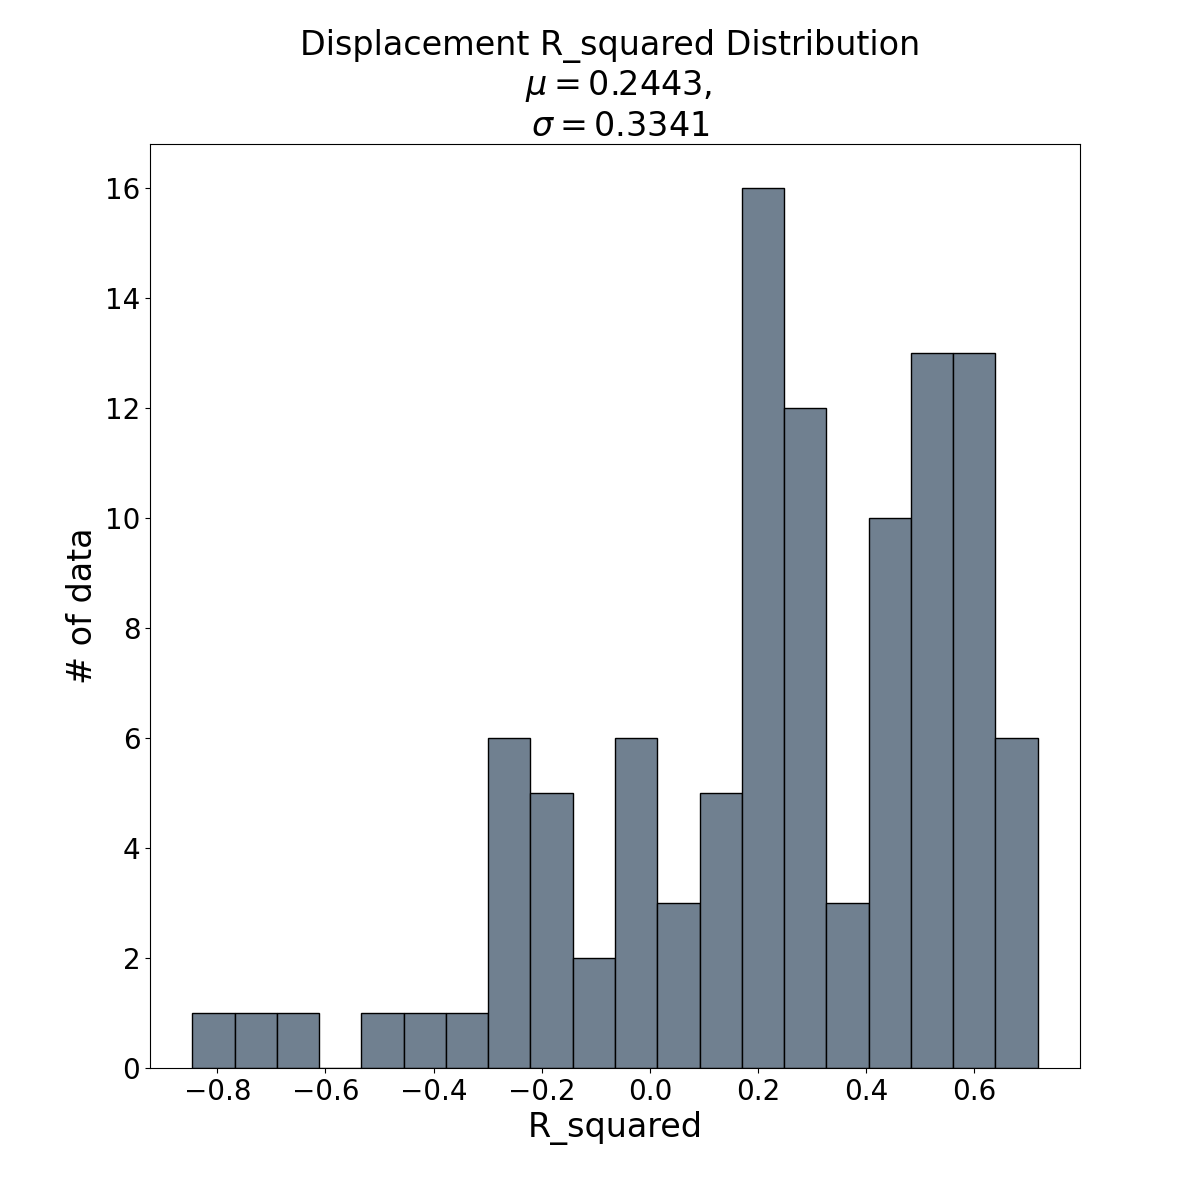 Displacement R_squared Distribution
μ = 0.2443,
σ = 0.3341
16
14
12
10
8
6
4
2
0
# of data
−0.8 −0.6 −0.4 −0.2 0.0 0.2 0.4 0.6
R_squared